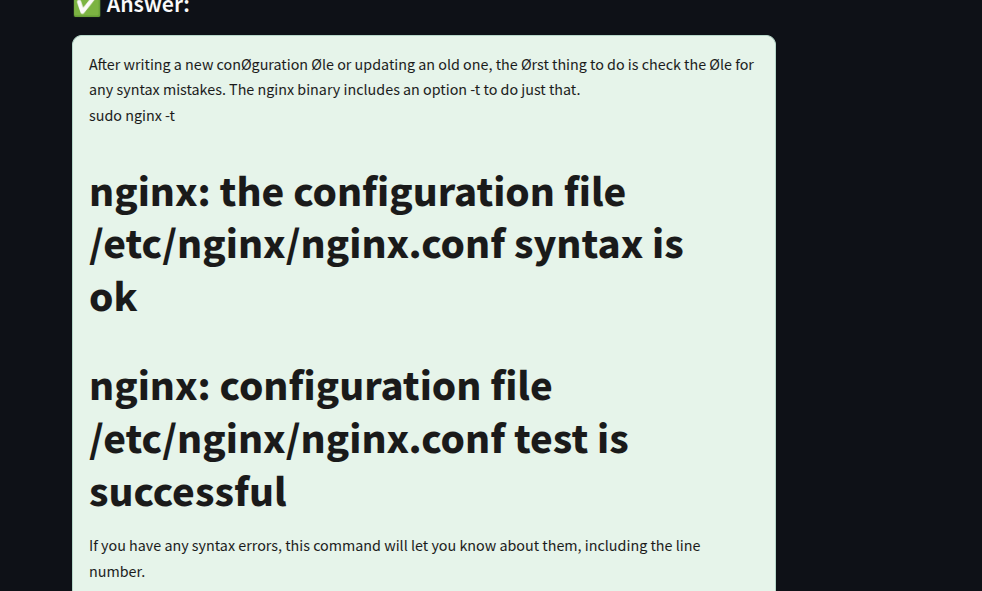 ✅ Answer:
After writing a new conØguration Øle or updating an old one, the Ørst thing to do is check the Øle for
any syntax mistakes. The nginx binary includes an option -t to do just that.
sudo nginx -t
nginx: the configuration file
/etc/nginx/nginx.conf syntax is
ok
nginx: configuration file
/etc/nginx/nginx.conf test is
successful
If you have any syntax errors, this command will let you know about them, including the line
number.